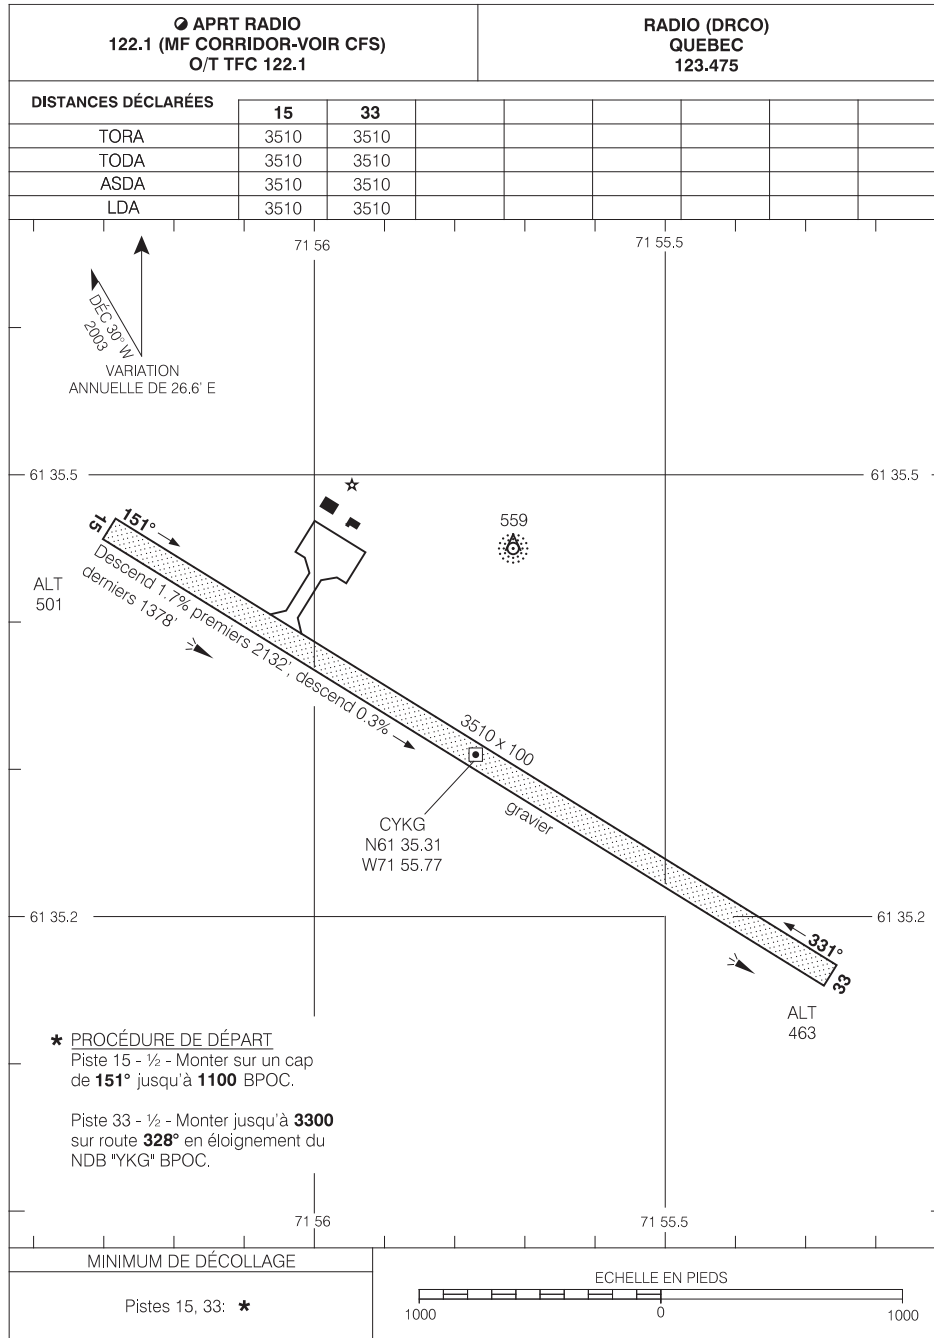 APRT RADIO
122.1 (MF CORRIDOR-VOIR CFS)
O/T TFC 122.1
RADIO (DRCO)
QUEBEC
123.475
DISTANCES DÉCLARÉES
15 33
TORA 3510 3510
TODA 3510 3510
ASDA 3510 3510
LDA 3510 3510
71 56 71 55.5
DÉC 30° W
2003
VARIATION
ANNUELLE DE 26.6' E
61 35.5 61 35.5
559
15
151°
ALT
501
Descend 1.7% premiers 2132', descend 0.3%
derniers 1378'
3510 x 100
gravier
CYKG
N61 35.31
W71 55.77
61 35.2 61 35.2
331°
33
ALT
463
* PROCÉDURE DE DÉPART
Piste 15 - ½ - Monter sur un cap
de 151° jusqu'à 1100 BPOC.
Piste 33 - ½ - Monter jusqu'à 3300
sur route 328° en éloignement du
NDB "YKG" BPOC.
71 56 71 55.5
MINIMUM DE DÉCOLLAGE
Pistes 15, 33: *
ECHELLE EN PIEDS
1000 0 1000